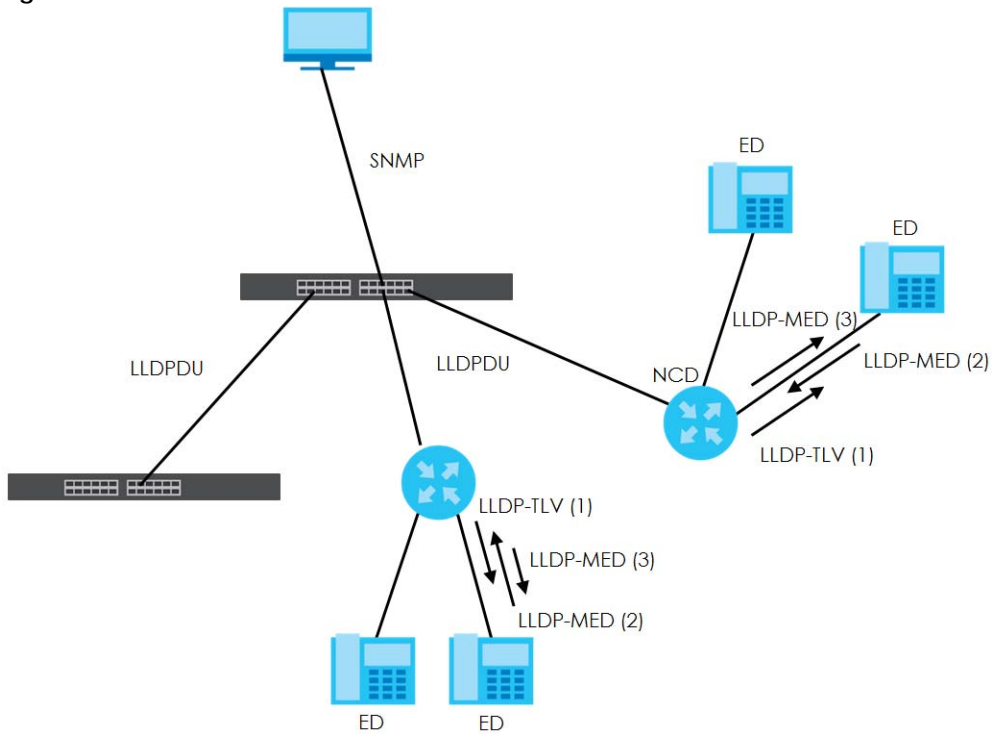 SNMP
ED
ED
LLDP-MED (3)
LLDPDU
LLDPDU
NCD
LLDP-MED (2)
LLDP-TLV (1)
LLDP-TLV (1)
LLDP-MED (3)
LLDP-MED (2)
ED
ED